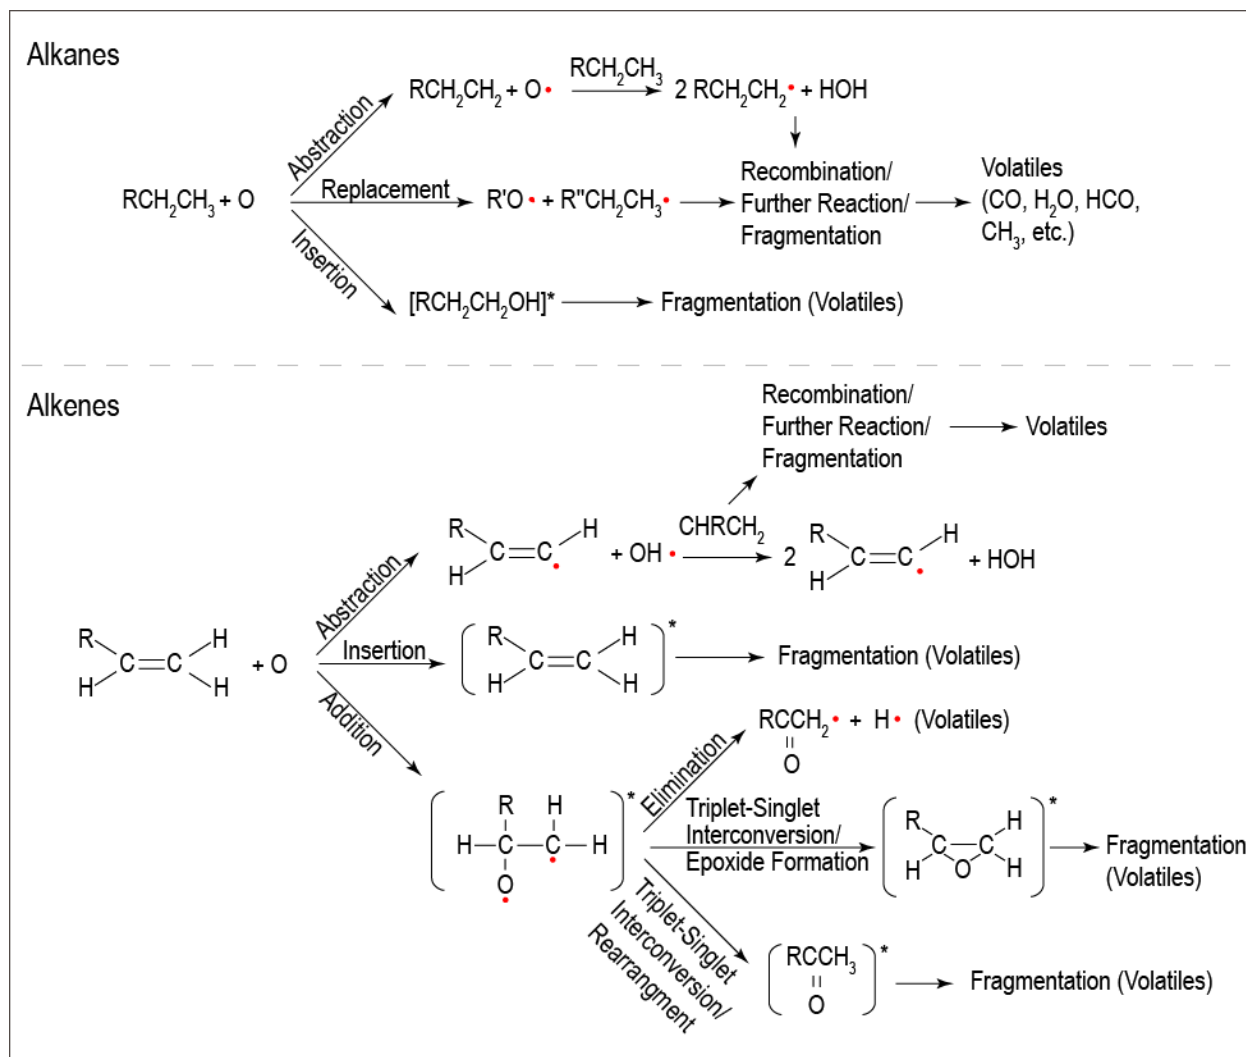 Alkanes
RCH₂CH₃ + O
Abstraction
RCH₂CH₂ + O•
RCH₂CH₃
2 RCH₂CH₂• + HOH
Replacement
R'O• + R"CH₂CH₃•
Recombination/
Further Reaction/
Fragmentation
Volatiles
(CO, H₂O, HCO,
CH₃, etc.)
Insertion
[RCH₂CH₂OH]*
Fragmentation (Volatiles)
Alkenes
Recombination/
Further Reaction/
Fragmentation
Volatiles
R H
C=C
H H
+ O
Abstraction
R H
C=C•
H
+ OH•
CHRCH₂
2
R H
C=C•
H
+ HOH
Insertion
R H *
C=C
H H
Fragmentation (Volatiles)
Addition
R H *
H–C–C–H
O
Elimination
RCCH₂• + H• (Volatiles)
O
Triplet-Singlet
Interconversion/
Epoxide Formation
R H *
C–C
H O H
Fragmentation
(Volatiles)
Triplet-Singlet
Interconversion/
Rearrangment
RCCH₃ *
O
Fragmentation (Volatiles)